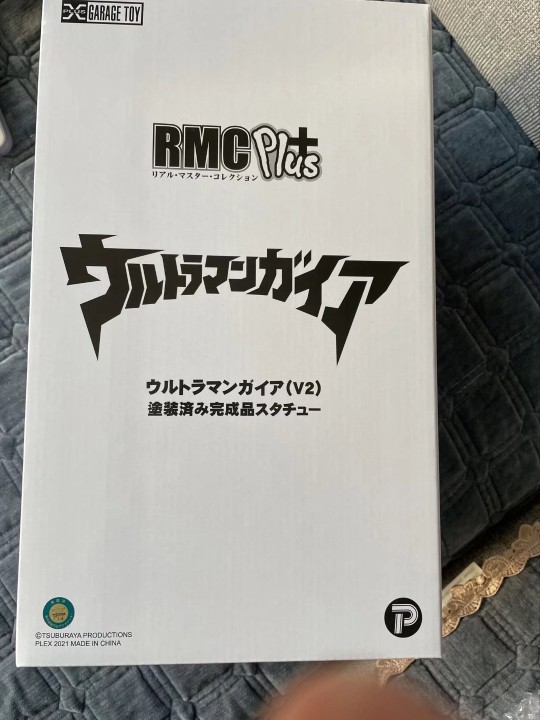 X PLUS GARAGE TOY
RMC Plus
リアル・マスター・コレクション
ウルトラマンガイア
ウルトラマンガイア(V2)
塗装済み完成品スタチュー
©TSUBURAYA PRODUCTIONS
PLEX 2021 MADE IN CHINA
P